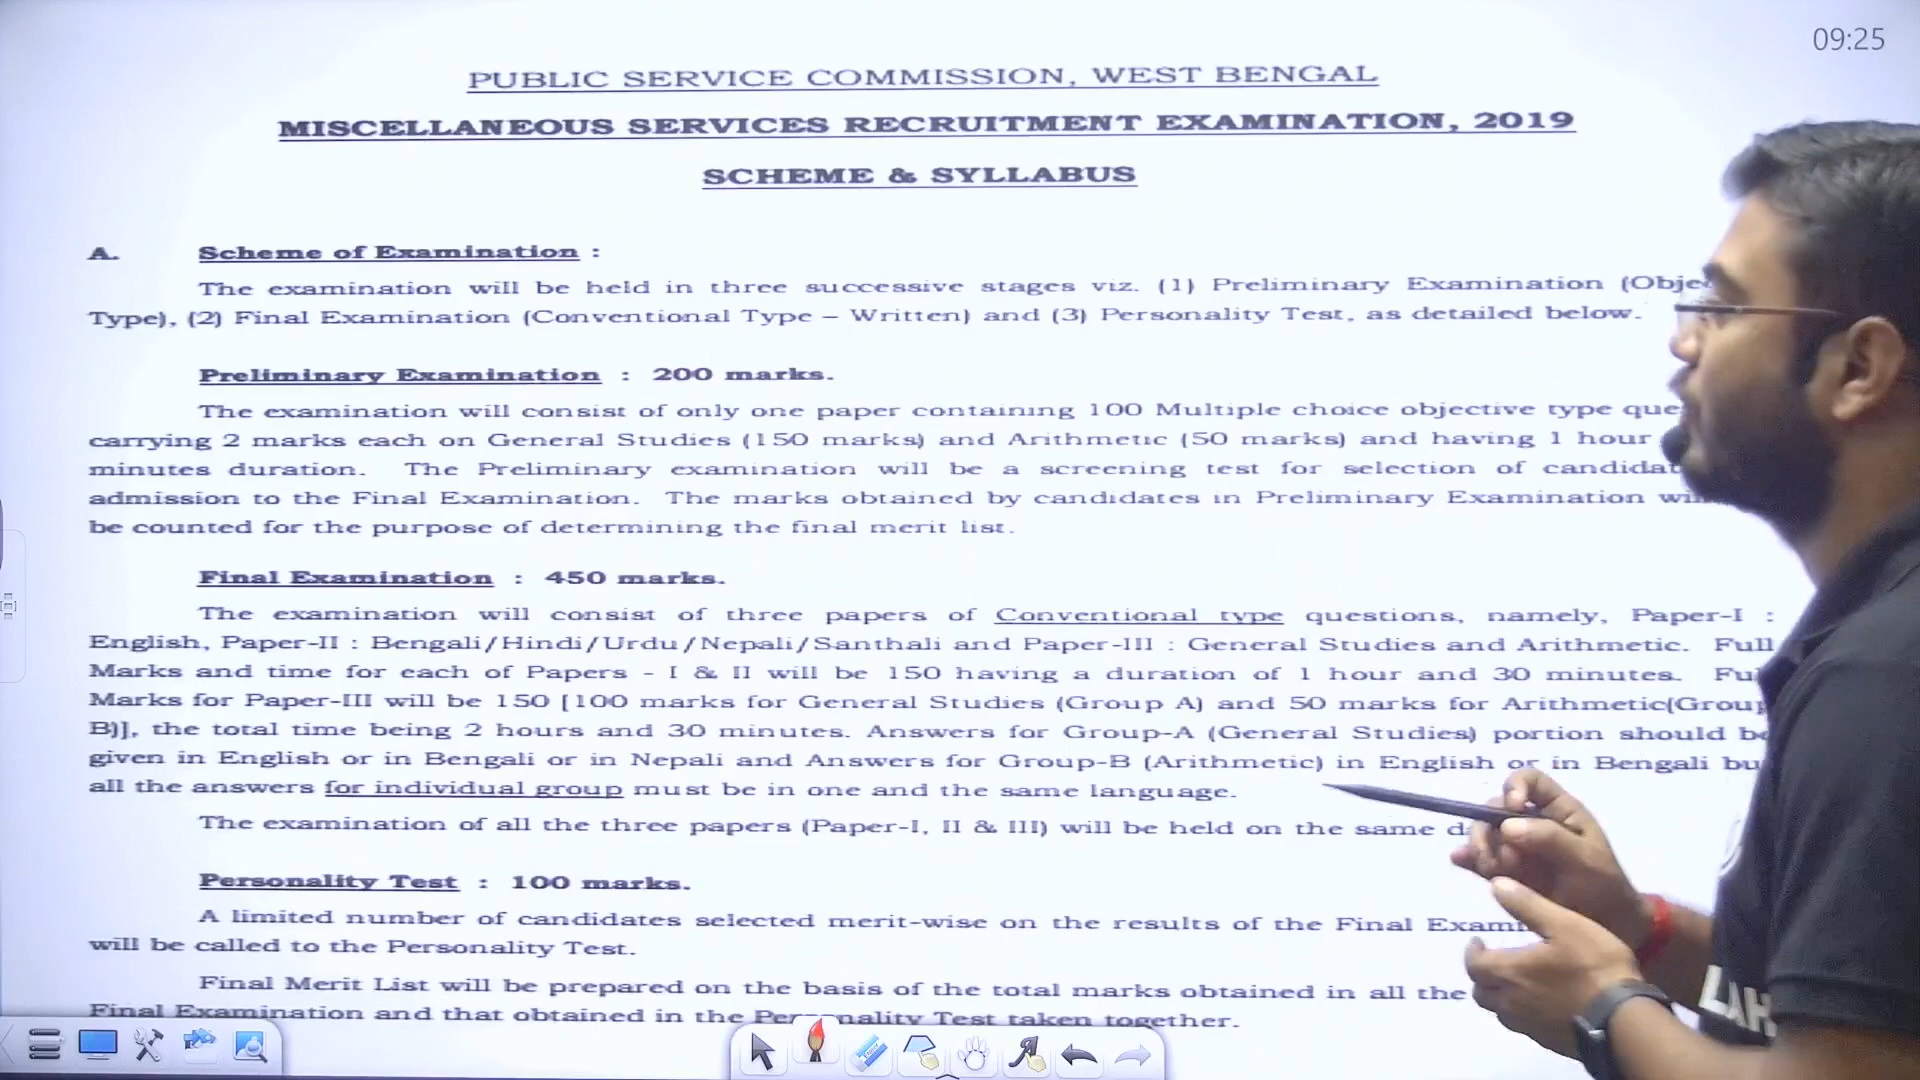 09:25
PUBLIC SERVICE COMMISSION, WEST BENGAL
MISCELLANEOUS SERVICES RECRUITMENT EXAMINATION, 2019
SCHEME & SYLLABUS
A. Scheme of Examination :
The examination will be held in three successive stages viz. (1) Preliminary Examination (Obje
Type), (2) Final Examination (Conventional Type – Written) and (3) Personality Test, as detailed below.
Preliminary Examination : 200 marks.
The examination will consist of only one paper containing 100 Multiple choice objective type que
carrying 2 marks each on General Studies (150 marks) and Arithmetic (50 marks) and having 1 hour
minutes duration. The Preliminary examination will be a screening test for selection of candidat
admission to the Final Examination. The marks obtained by candidates in Preliminary Examination wi
be counted for the purpose of determining the final merit list.
Final Examination : 450 marks.
The examination will consist of three papers of Conventional type questions, namely, Paper-I :
English, Paper-II : Bengali/Hindi/Urdu/Nepali/Santhali and Paper-III : General Studies and Arithmetic. Full
Marks and time for each of Papers - I & II will be 150 having a duration of 1 hour and 30 minutes. Fu
Marks for Paper-III will be 150 [100 marks for General Studies (Group A) and 50 marks for Arithmetic(Group
B)], the total time being 2 hours and 30 minutes. Answers for Group-A (General Studies) portion should be
given in English or in Bengali or in Nepali and Answers for Group-B (Arithmetic) in English or in Bengali bu
all the answers for individual group must be in one and the same language.
The examination of all the three papers (Paper-I, II & III) will be held on the same d
Personality Test : 100 marks.
A limited number of candidates selected merit-wise on the results of the Final Exami
will be called to the Personality Test.
Final Merit List will be prepared on the basis of the total marks obtained in all the
Final Examination and that obtained in the Personality Test taken together.
LAH